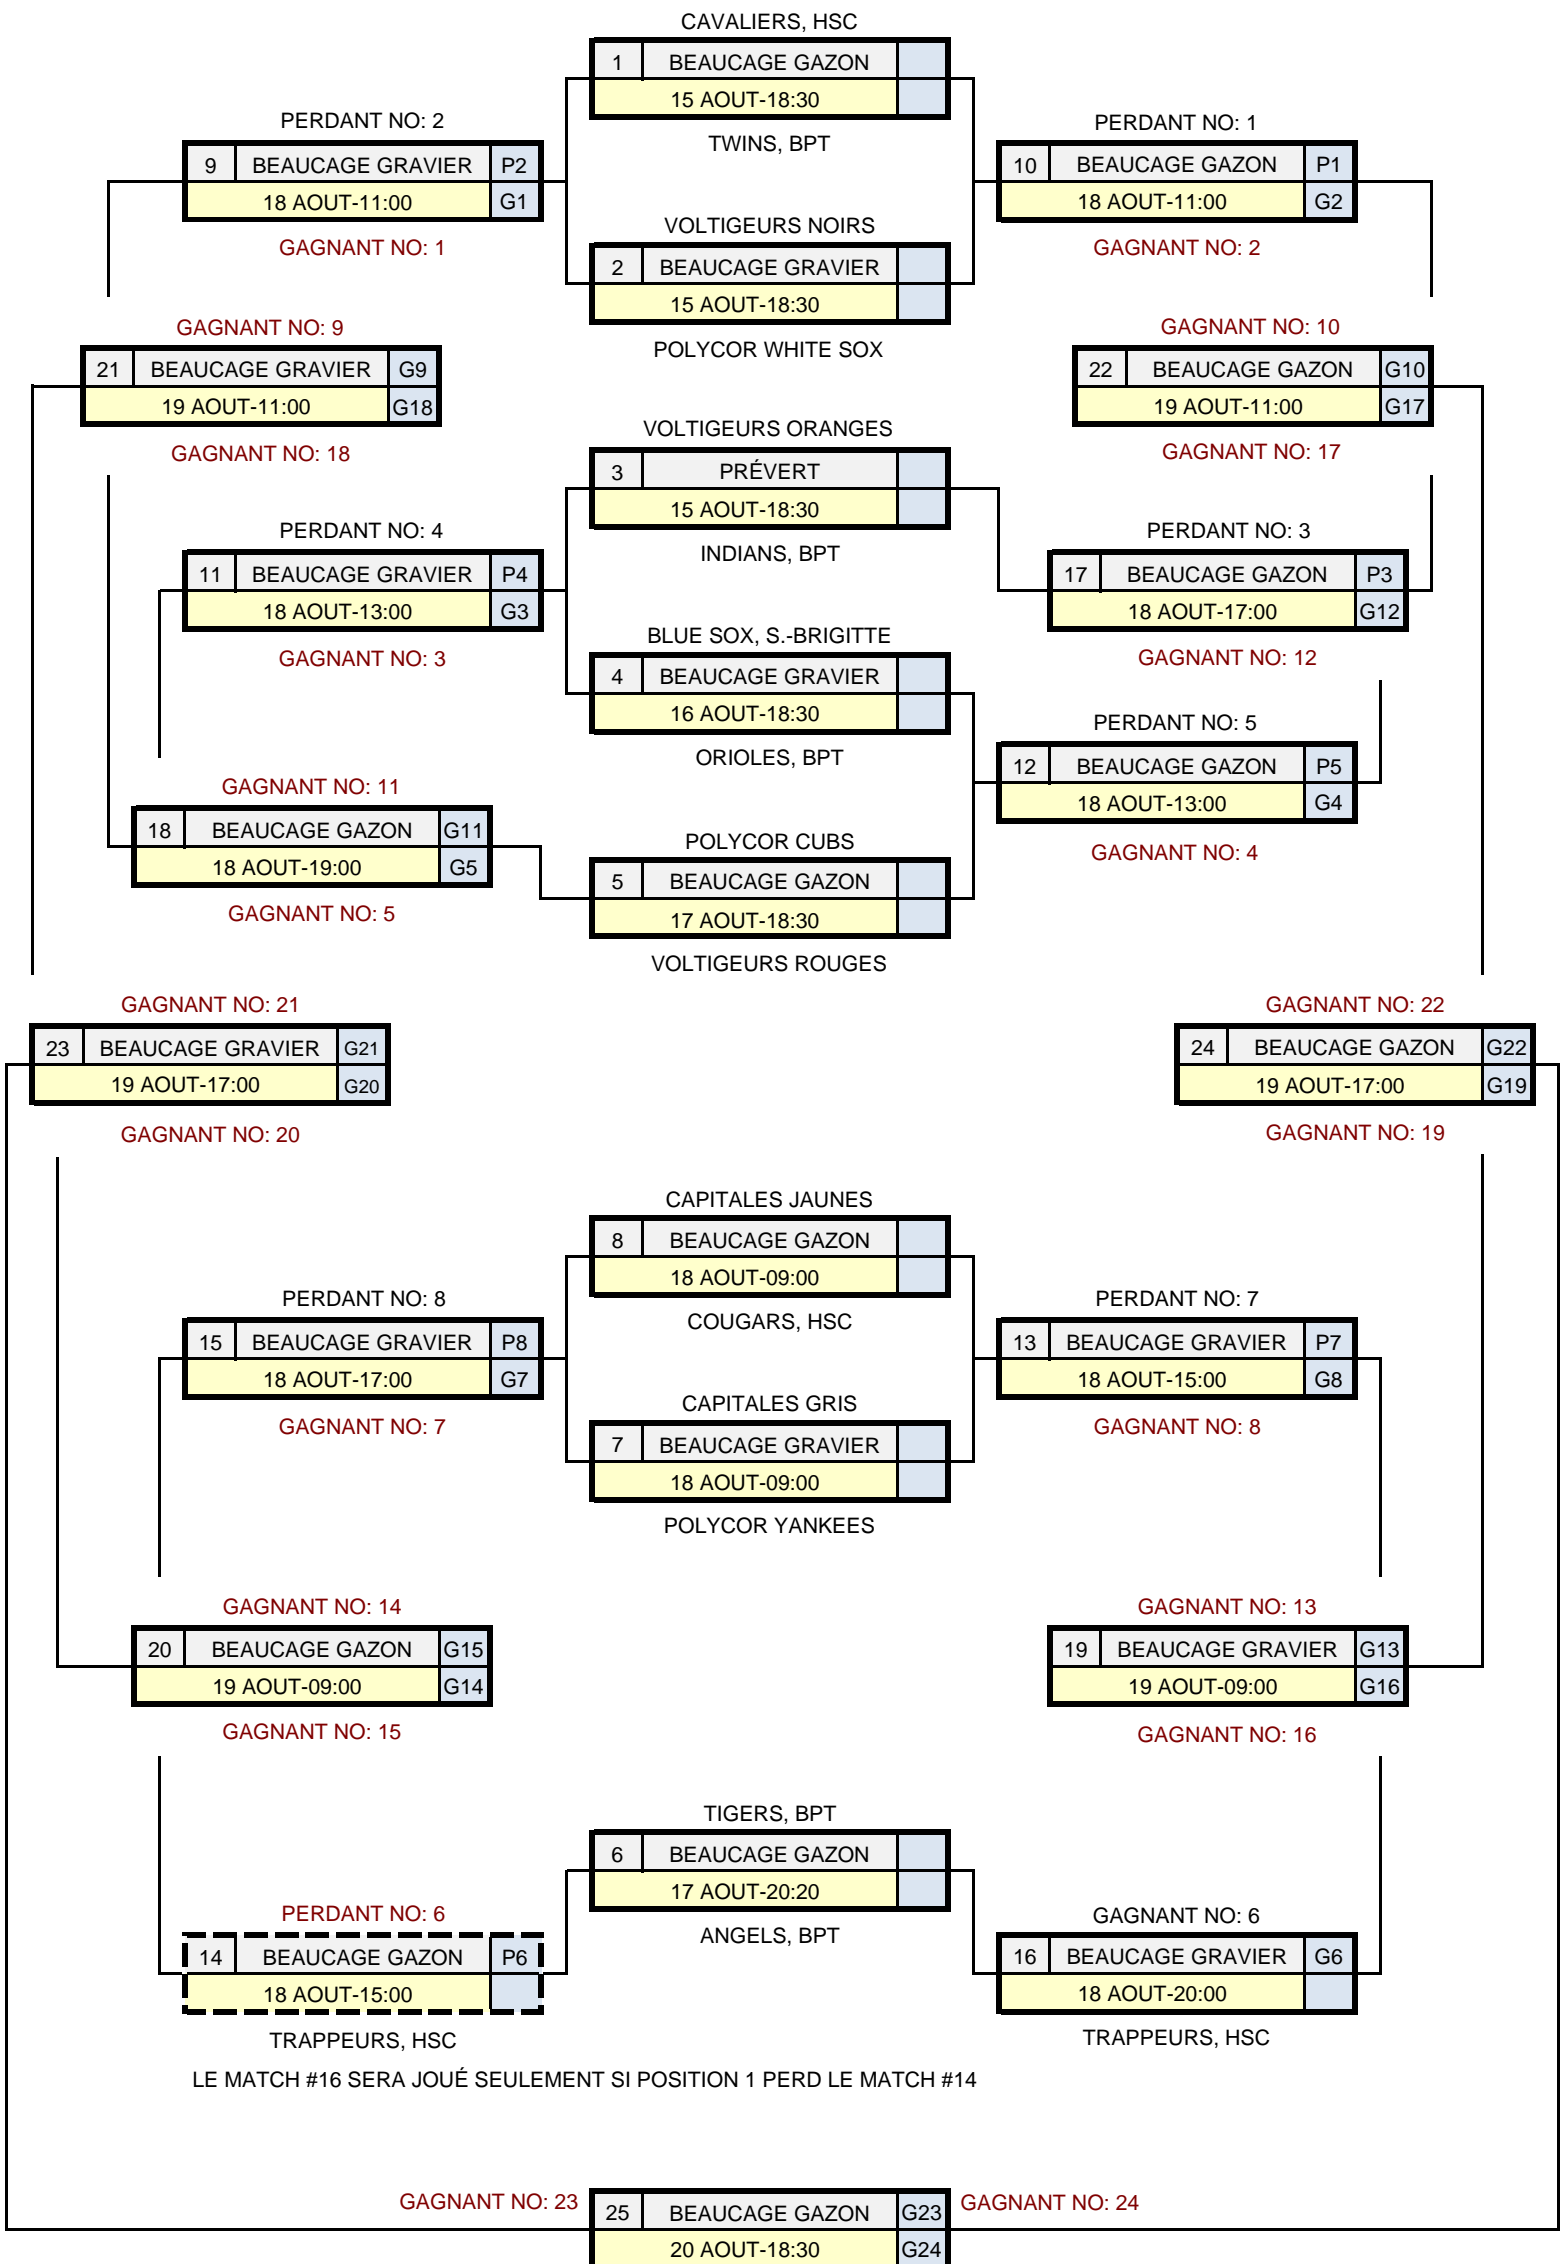 CAVALIERS, HSC
1 BEAUCAGE GAZON
15 AOUT-18:30
TWINS, BPT
PERDANT NO: 2
9 BEAUCAGE GRAVIER P2
18 AOUT-11:00 G1
GAGNANT NO: 1
PERDANT NO: 1
10 BEAUCAGE GAZON P1
18 AOUT-11:00 G2
GAGNANT NO: 2
VOLTIGEURS NOIRS
2 BEAUCAGE GRAVIER
15 AOUT-18:30
POLYCOR WHITE SOX
GAGNANT NO: 9
21 BEAUCAGE GRAVIER G9
19 AOUT-11:00 G18
GAGNANT NO: 18
GAGNANT NO: 10
22 BEAUCAGE GAZON G10
19 AOUT-11:00 G17
GAGNANT NO: 17
VOLTIGEURS ORANGES
3 PRÉVERT
15 AOUT-18:30
INDIANS, BPT
PERDANT NO: 4
11 BEAUCAGE GRAVIER P4
18 AOUT-13:00 G3
GAGNANT NO: 3
PERDANT NO: 3
17 BEAUCAGE GAZON P3
18 AOUT-17:00 G12
GAGNANT NO: 12
BLUE SOX, S.-BRIGITTE
4 BEAUCAGE GRAVIER
16 AOUT-18:30
ORIOLES, BPT
PERDANT NO: 5
12 BEAUCAGE GAZON P5
18 AOUT-13:00 G4
GAGNANT NO: 4
GAGNANT NO: 11
18 BEAUCAGE GAZON G11
18 AOUT-19:00 G5
GAGNANT NO: 5
POLYCOR CUBS
5 BEAUCAGE GAZON
17 AOUT-18:30
VOLTIGEURS ROUGES
GAGNANT NO: 21
23 BEAUCAGE GRAVIER G21
19 AOUT-17:00 G20
GAGNANT NO: 20
GAGNANT NO: 22
24 BEAUCAGE GAZON G22
19 AOUT-17:00 G19
GAGNANT NO: 19
CAPITALES JAUNES
8 BEAUCAGE GAZON
18 AOUT-09:00
COUGARS, HSC
PERDANT NO: 8
15 BEAUCAGE GRAVIER P8
18 AOUT-17:00 G7
GAGNANT NO: 7
PERDANT NO: 7
13 BEAUCAGE GRAVIER P7
18 AOUT-15:00 G8
GAGNANT NO: 8
CAPITALES GRIS
7 BEAUCAGE GRAVIER
18 AOUT-09:00
POLYCOR YANKEES
GAGNANT NO: 14
20 BEAUCAGE GAZON G15
19 AOUT-09:00 G14
GAGNANT NO: 15
GAGNANT NO: 13
19 BEAUCAGE GRAVIER G13
19 AOUT-09:00 G16
GAGNANT NO: 16
TIGERS, BPT
6 BEAUCAGE GAZON
17 AOUT-20:20
ANGELS, BPT
PERDANT NO: 6
14 BEAUCAGE GAZON P6
18 AOUT-15:00
TRAPPEURS, HSC
GAGNANT NO: 6
16 BEAUCAGE GRAVIER G6
18 AOUT-20:00
TRAPPEURS, HSC
LE MATCH #16 SERA JOUÉ SEULEMENT SI POSITION 1 PERD LE MATCH #14
GAGNANT NO: 23
25 BEAUCAGE GAZON G23
20 AOUT-18:30 G24
GAGNANT NO: 24